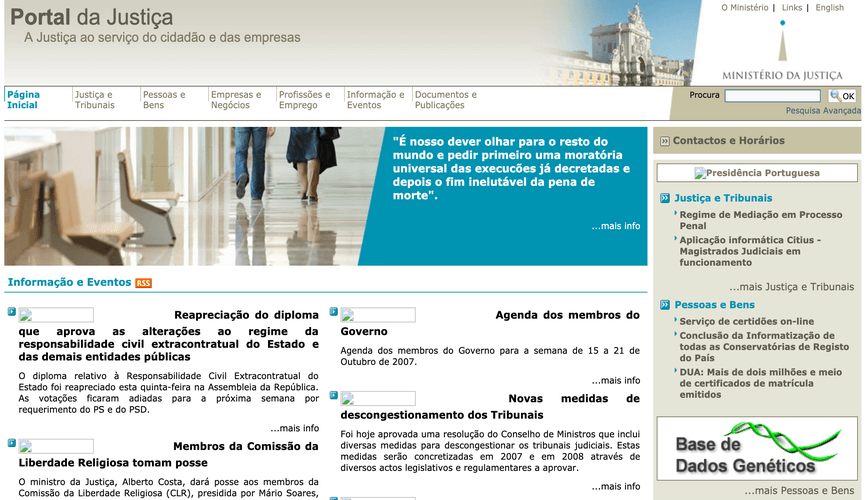 Portal da Justiça
A Justiça ao serviço do cidadão e das empresas
O Ministério | Links | English
MINISTÉRIO DA JUSTIÇA
Página Inicial
Justiça e Tribunais
Pessoas e Bens
Empresas e Negócios
Profissões e Emprego
Informação e Eventos
Documentos e Publicações
Procura
OK
Pesquisa Avançada
"É nosso dever olhar para o resto do
mundo e pedir primeiro uma moratória
universal das execucões já decretadas e
depois o fim inelutável da pena de
morte".
...mais info
Informação e Eventos RSS
Reapreciação do diploma
que aprova as alterações ao regime da
responsabilidade civil extracontratual do Estado e
das demais entidades públicas
O diploma relativo à Responsabilidade Civil Extracontratual do
Estado foi reapreciado esta quinta-feira na Assembleia da República.
As votações ficaram adiadas para a próxima semana por
requerimento do PS e do PSD.
...mais info
Membros da Comissão da
Liberdade Religiosa tomam posse
O ministro da Justiça, Alberto Costa, dará posse aos membros da
Comissão da Liberdade Religiosa (CLR), presidida por Mário Soares,
Agenda dos membros do
Governo
Agenda dos membros do Governo para a semana de 15 a 21 de
Outubro de 2007.
...mais info
Novas medidas de
descongestionamento dos Tribunais
Foi hoje aprovada uma resolução do Conselho de Ministros que inclui
diversas medidas para descongestionar os tribunais judiciais. Estas
medidas serão concretizadas em 2007 e em 2008 através de
diversos actos legislativos e regulamentares a aprovar.
...mais info
Contactos e Horários
Presidência Portuguesa
Justiça e Tribunais
Regime de Mediação em Processo
Penal
Aplicação informática Citius -
Magistrados Judiciais em
funcionamento
...mais Justiça e Tribunais
Pessoas e Bens
Serviço de certidões on-line
Conclusão da Informatização de
todas as Conservatórias de Registo
do País
DUA: Mais de dois milhões e meio
de certificados de matrícula
emitidos
Base de
Dados Genéticos
...mais Pessoas e Bens